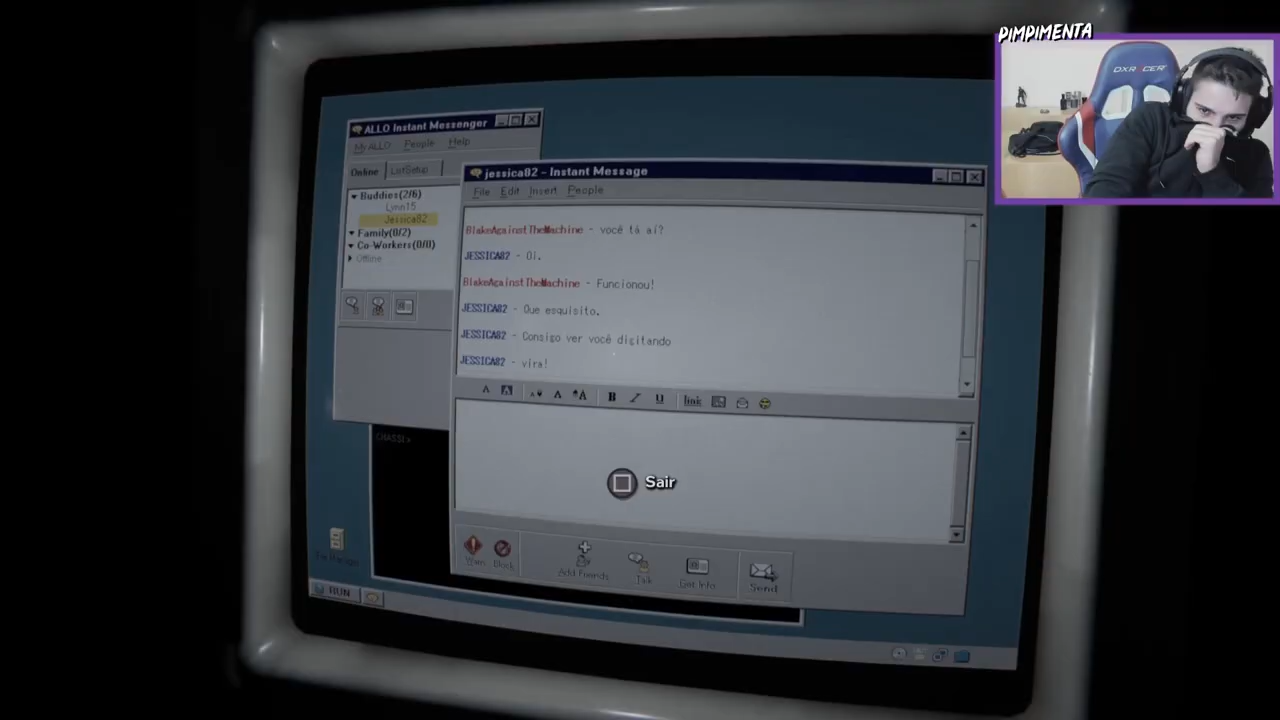 PIMPIMENTA
DXRACER
ALLO Instant Messenger
My ALLO People Help
Online List Setup
Buddies(2/6)
Lynn15
Jessica82
Family(0/2)
Co-Workers(0/0)
Offline
jessica82 - Instant Message
File Edit Insert People
BlakeAgainstTheMachine - você tá aí?
JESSICA82 - Oi.
BlakeAgainstTheMachine - Funcionou!
JESSICA82 - Que esquisito.
JESSICA82 - Consigo ver você digitando
JESSICA82 - vira!
A A A A A B I U link
Sair
Warn Block Add Friends Talk Get Info Send
File Manager
RUN